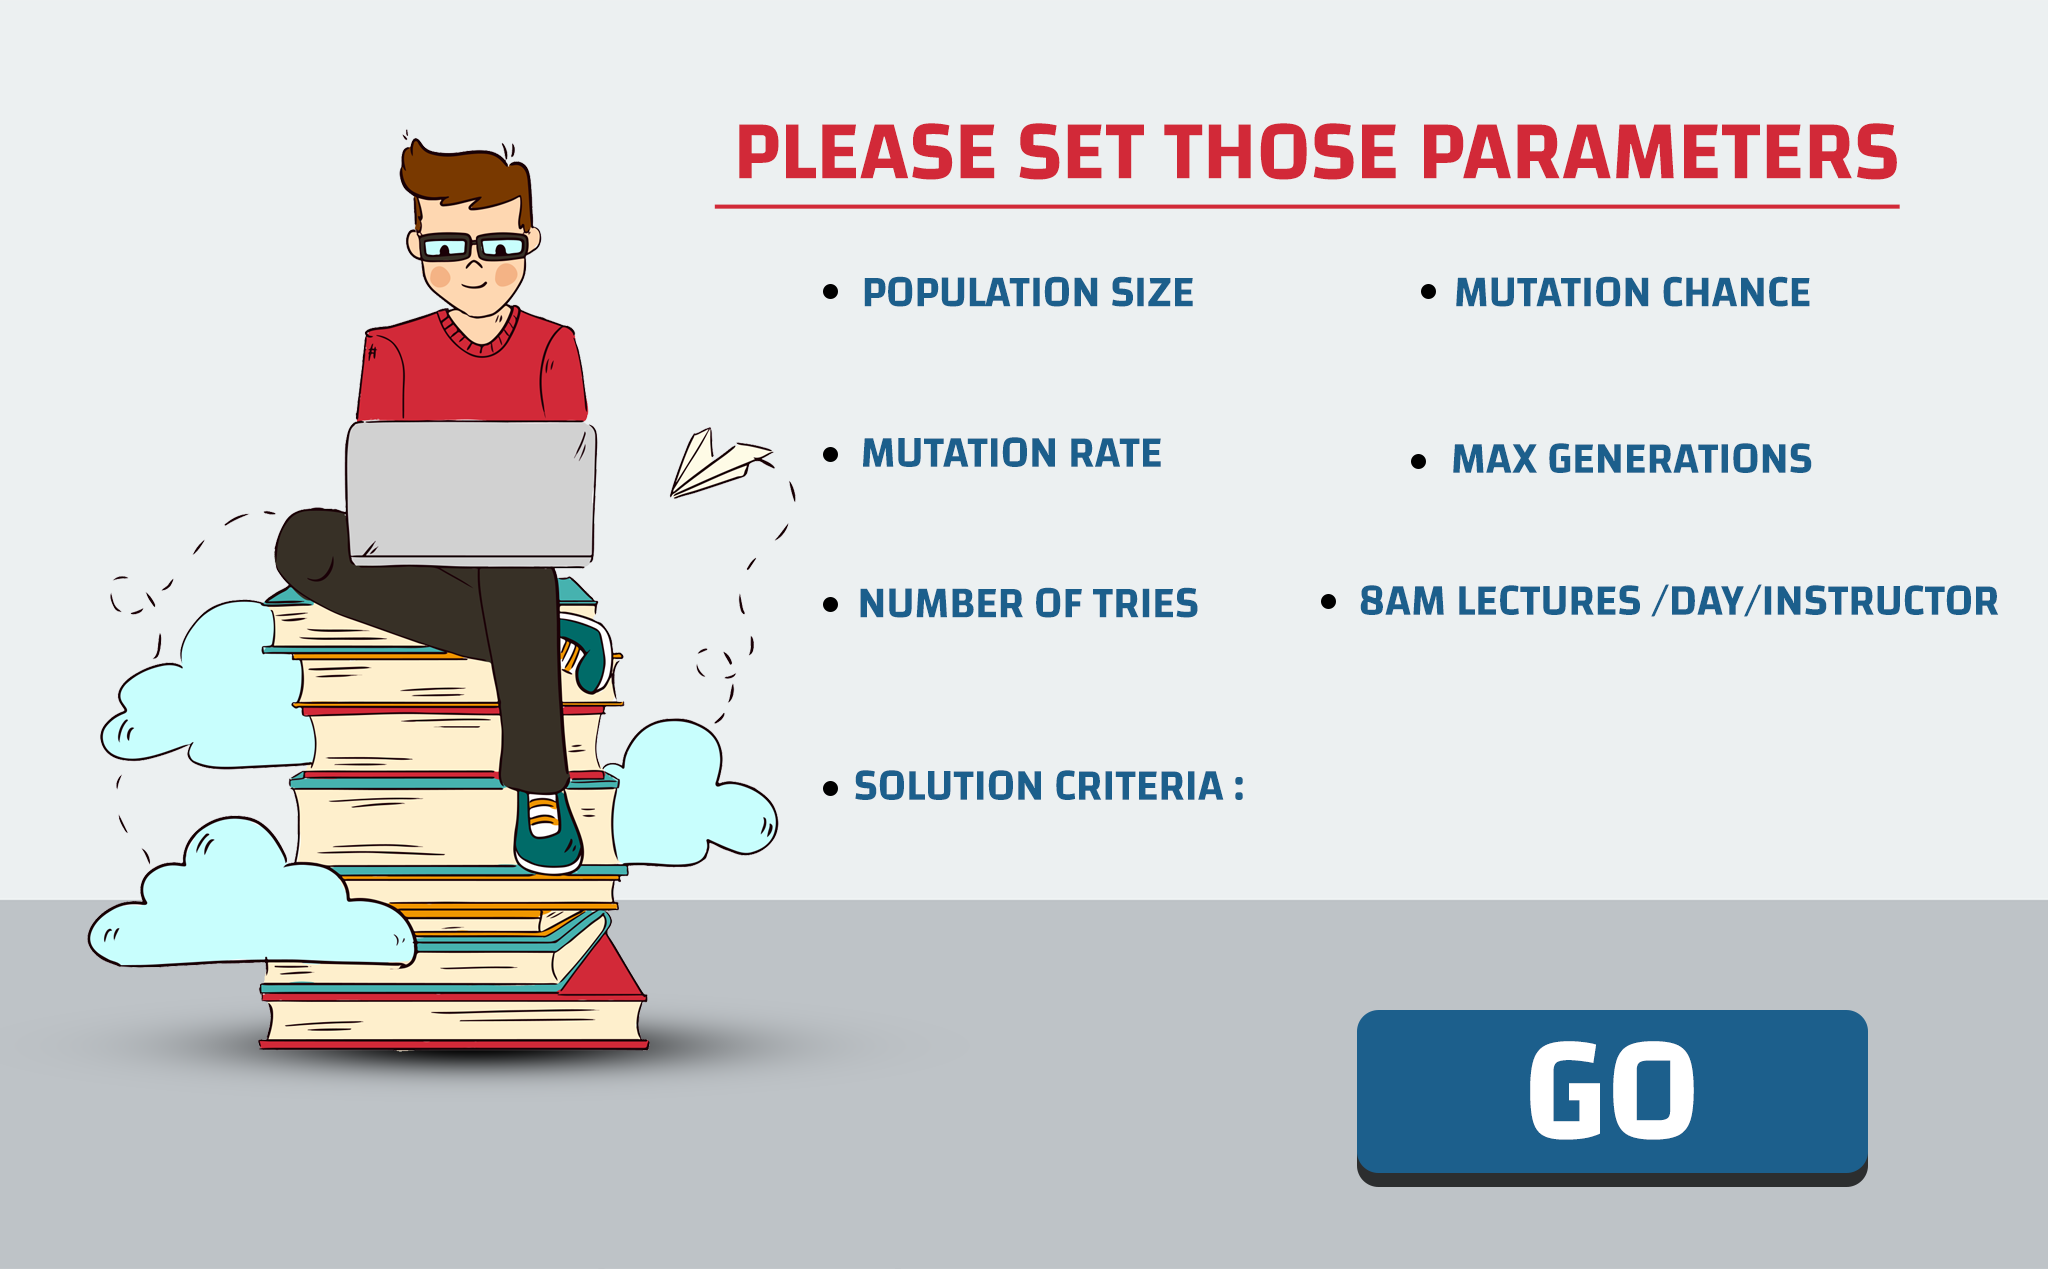 PLEASE SET THOSE PARAMETERS
POPULATION SIZE
MUTATION CHANCE
MUTATION RATE
MAX GENERATIONS
NUMBER OF TRIES
8AM LECTURES /DAY/INSTRUCTOR
SOLUTION CRITERIA :
GO